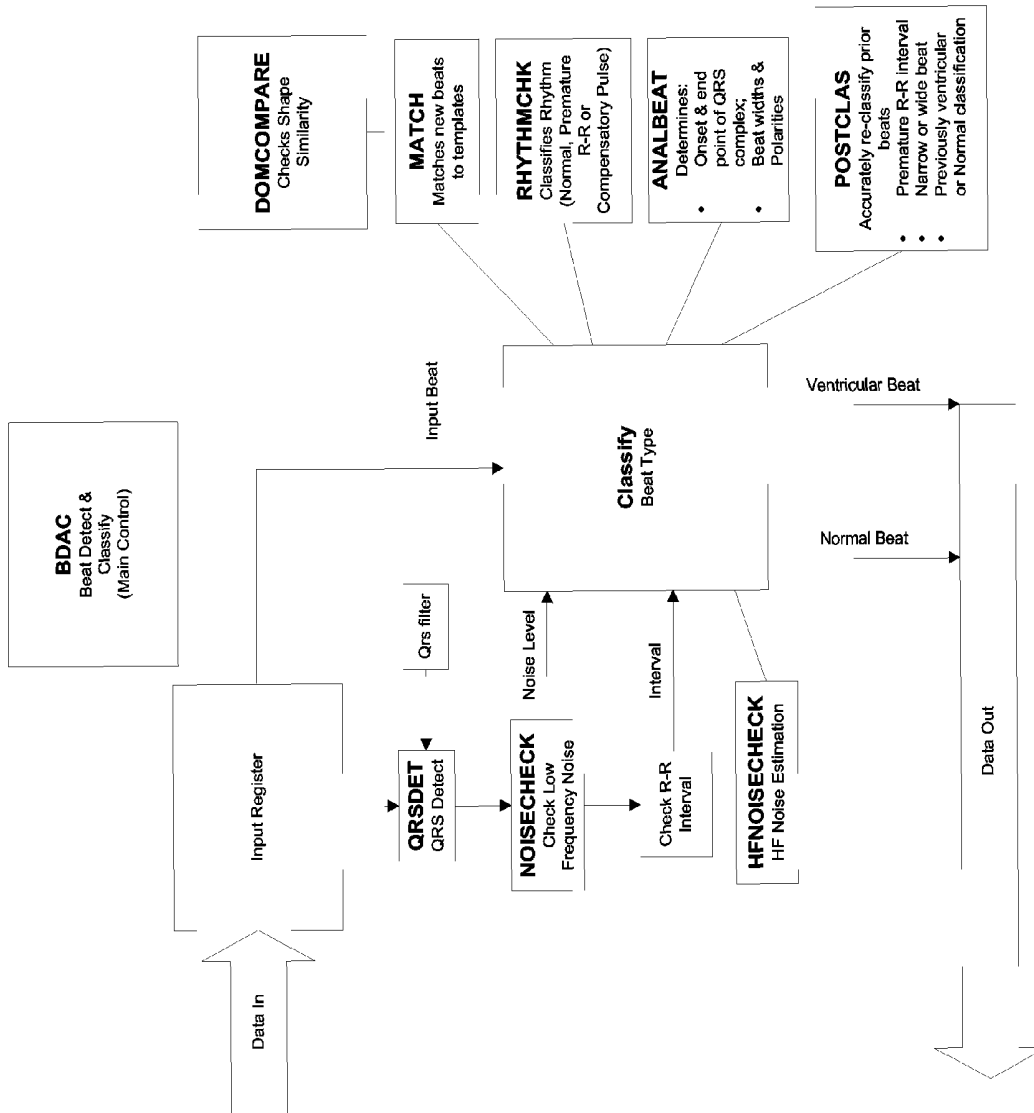 BDAC
Beat Detect &
Classify
(Main Control)
Data In
Input Register
Input Beat
Qrs filter
QRSDET
QRS Detect
NOISECHECK
Check Low
Frequency Noise
Noise Level
Check R-R
Interval
Interval
HFNOISECHECK
HF Noise Estimation
Classify
Beat Type
DOMCOMPARE
Checks Shape
Similarity
MATCH
Matches new beats
to templates
RHYTHMCHK
Classifies Rhythm
(Normal, Premature
R-R or
Compensatory Pulse)
ANALBEAT
Determines:
• Onset & end
point of QRS
complex;
• Beat widths &
Polarities
POSTCLAS
Accurately re-classify prior
beats
• Premature R-R interval
• Narrow or wide beat
• Previously ventricular
or Normal classification
Normal Beat
Ventricular Beat
Data Out